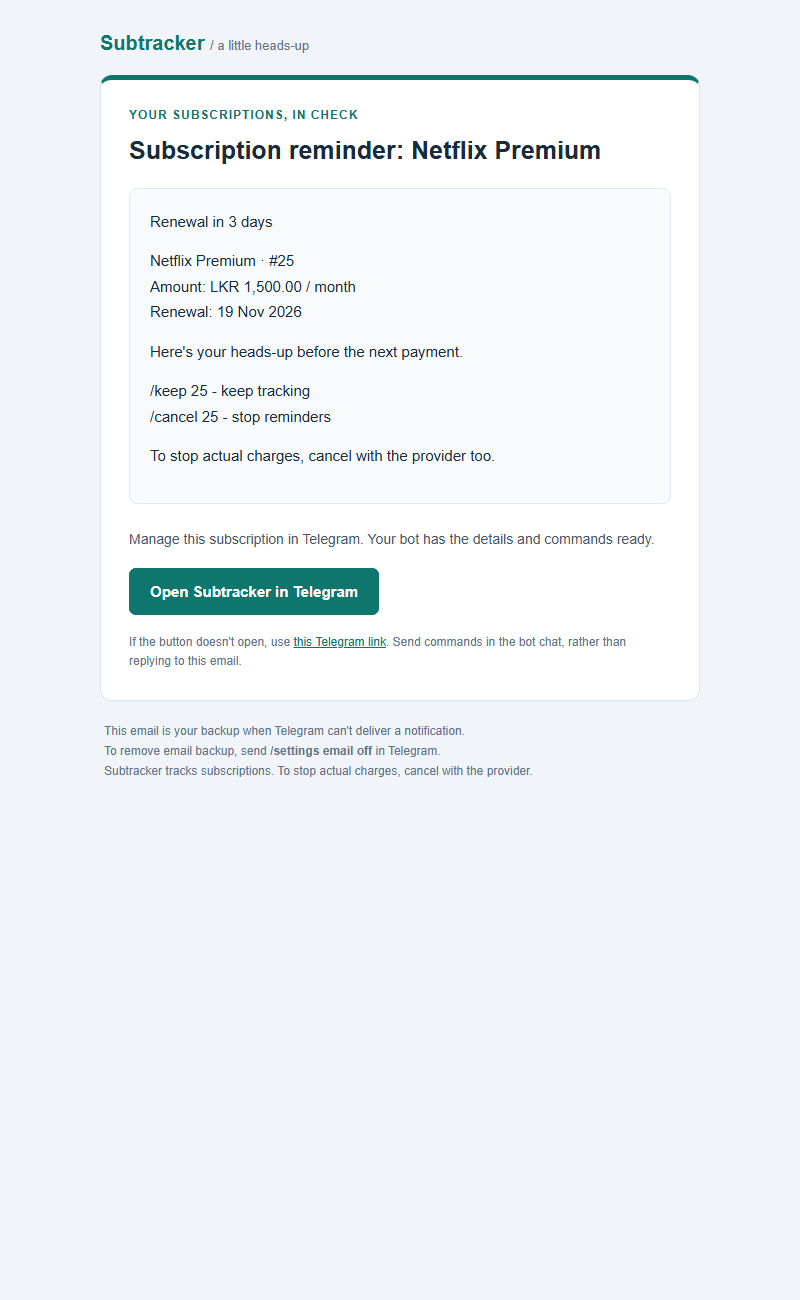 Subtracker / a little heads-up
YOUR SUBSCRIPTIONS, IN CHECK
Subscription reminder: Netflix Premium
Renewal in 3 days
Netflix Premium · #25
Amount: LKR 1,500.00 / month
Renewal: 19 Nov 2026
Here's your heads-up before the next payment.
/keep 25 - keep tracking
/cancel 25 - stop reminders
To stop actual charges, cancel with the provider too.
Manage this subscription in Telegram. Your bot has the details and commands ready.
Open Subtracker in Telegram
If the button doesn't open, use this Telegram link. Send commands in the bot chat, rather than
replying to this email.
This email is your backup when Telegram can't deliver a notification.
To remove email backup, send /settings email off in Telegram.
Subtracker tracks subscriptions. To stop actual charges, cancel with the provider.